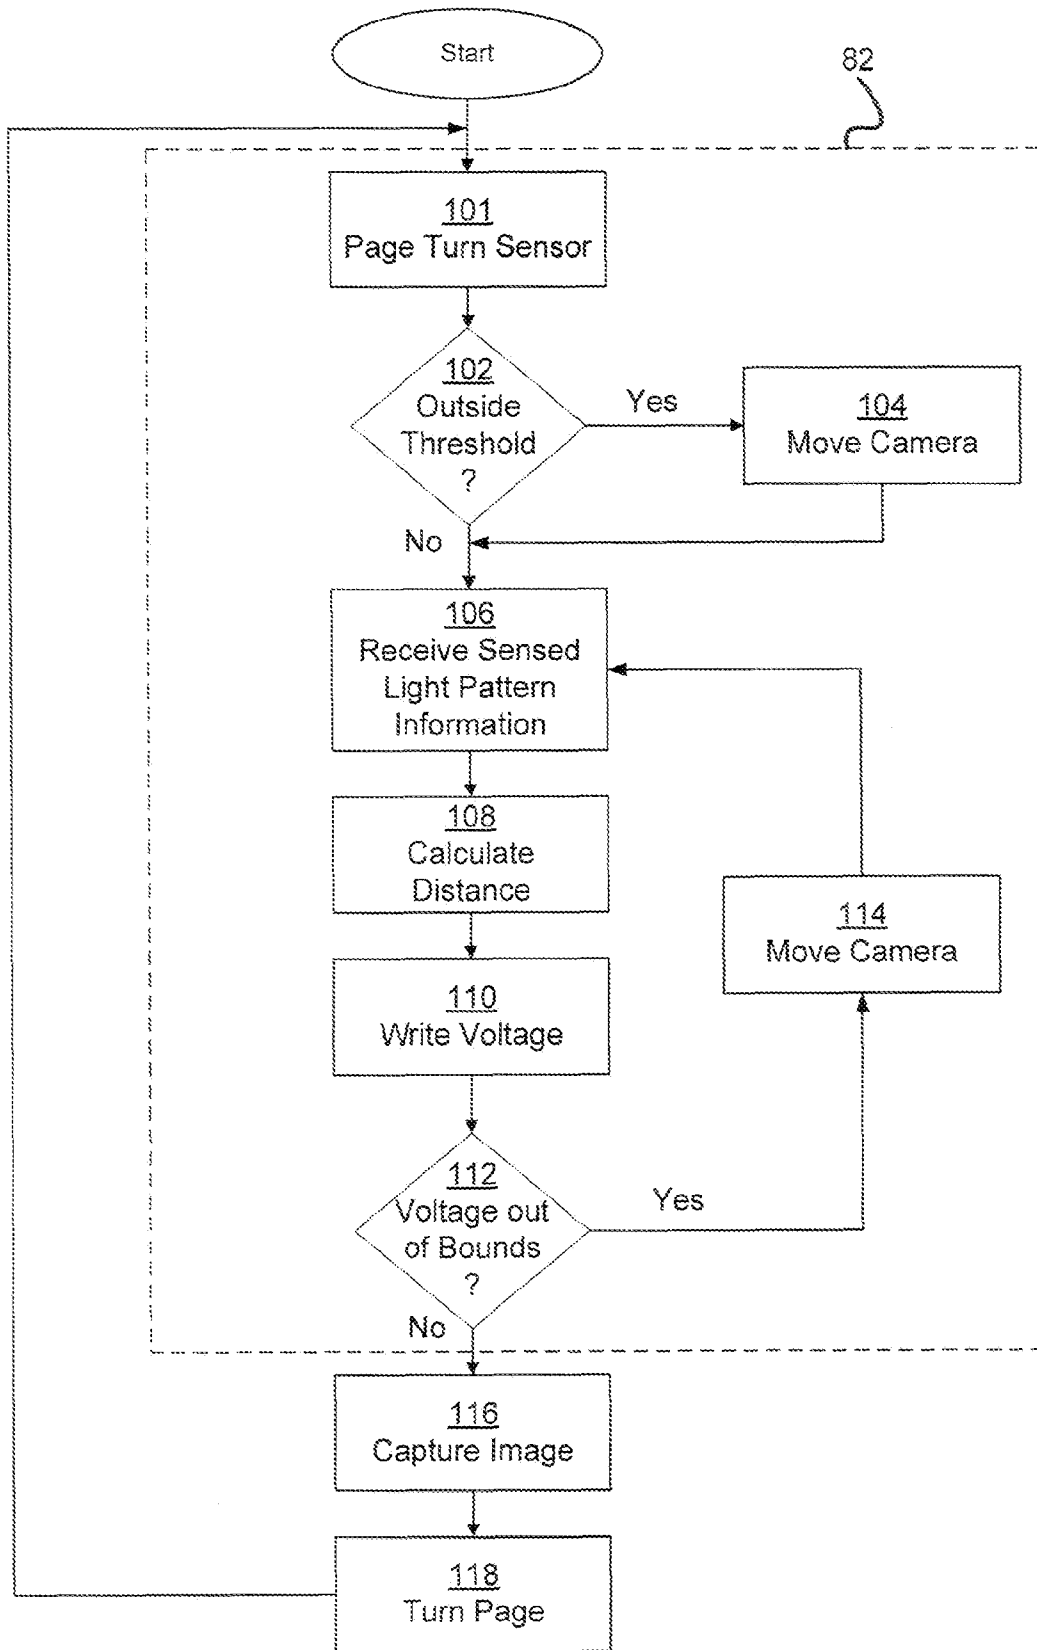 Start
82
101
Page Turn Sensor
102
Outside
Threshold
?
Yes
104
Move Camera
No
106
Receive Sensed
Light Pattern
Information
108
Calculate
Distance
114
Move Camera
110
Write Voltage
112
Voltage out
of Bounds
?
Yes
No
116
Capture Image
118
Turn Page